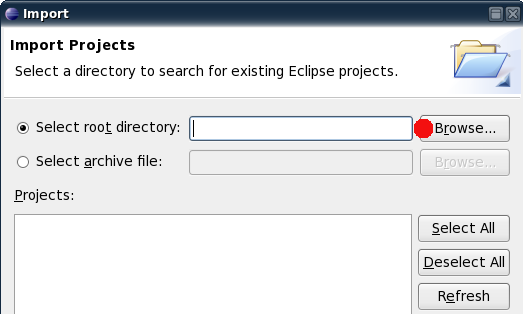 Import
Import Projects
Select a directory to search for existing Eclipse projects.
Select root directory: Browse...
Select archive file: Browse...
Projects:
Select All
Deselect All
Refresh